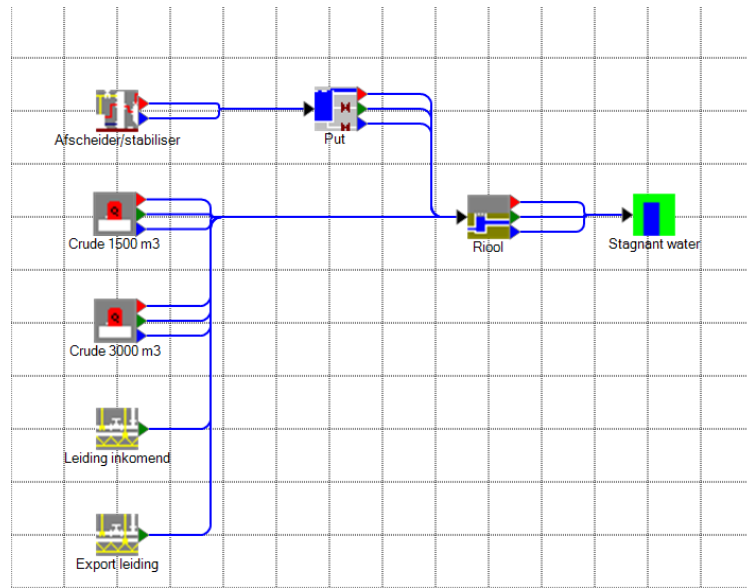 Afscheider/stabiliser
Put
Crude 1500 m3
Riool
Stagnant water
Crude 3000 m3
Leiding inkomend
Export leiding